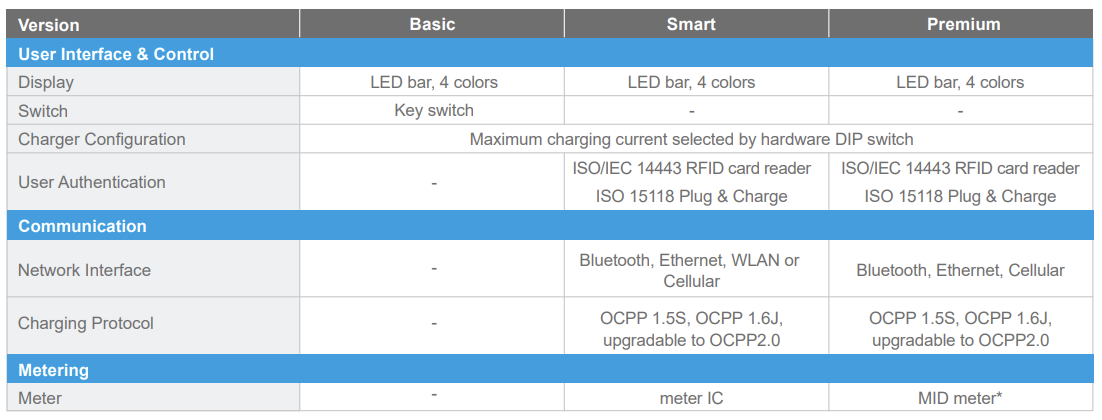 Version Basic Smart Premium
User Interface & Control
Display LED bar, 4 colors LED bar, 4 colors LED bar, 4 colors
Switch Key switch - -
Charger Configuration Maximum charging current selected by hardware DIP switch
User Authentication - ISO/IEC 14443 RFID card reader ISO/IEC 14443 RFID card reader
ISO 15118 Plug & Charge ISO 15118 Plug & Charge
Communication
Network Interface - Bluetooth, Ethernet, WLAN or Bluetooth, Ethernet, Cellular
Cellular
Charging Protocol - OCPP 1.5S, OCPP 1.6J, OCPP 1.5S, OCPP 1.6J,
upgradable to OCPP2.0 upgradable to OCPP2.0
Metering
Meter - meter IC MID meter*